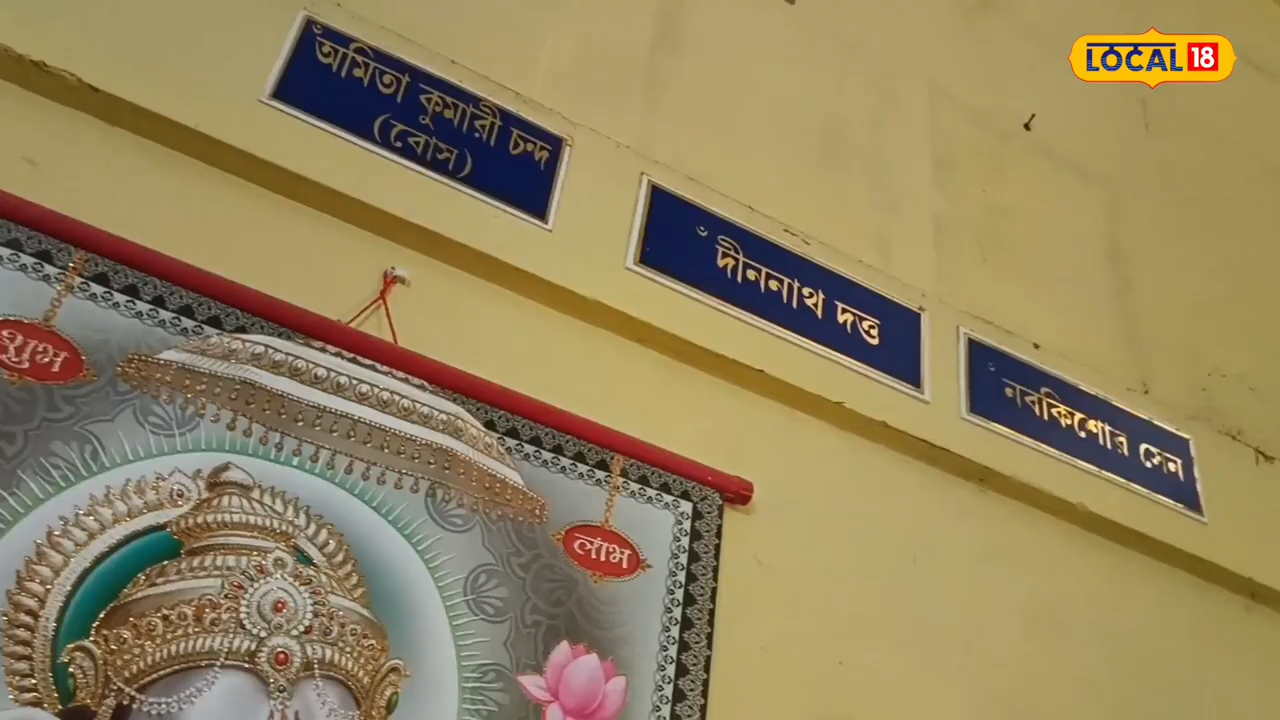 LOCAL 18
ঁঅমিতা কুমারী চন্দ
(বোস)
ঁদীননাথ দত্ত
ঁনবকিশোর সেন
શુભ
લાભ